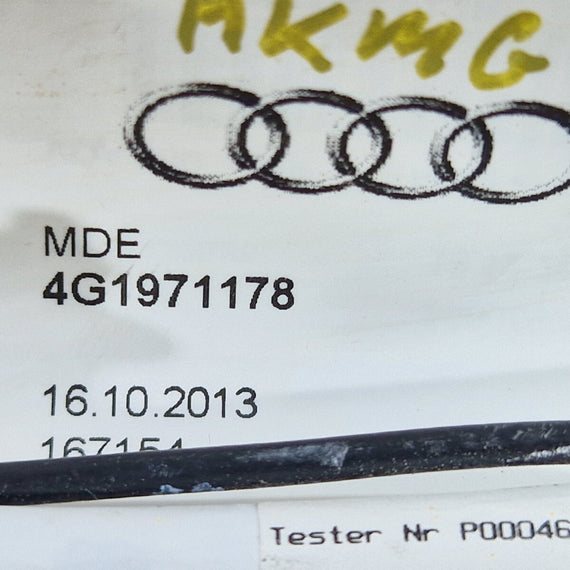 AKMG
MDE
4G1971178
16.10.2013
167154
Tester Nr P00046